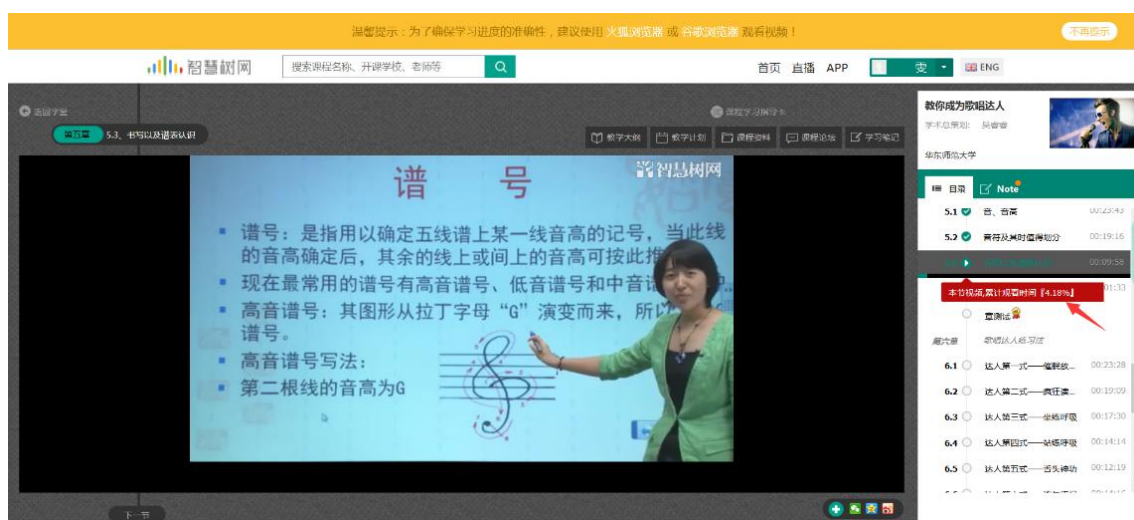 温馨提示：为了确保学习进度的准确性，建议使用 火狐浏览器 或 谷歌浏览器 观看视频！
不再提示
智慧树网
搜索课程名称、开课学校、老师等
首页 直播 APP
雯
ENG
返回学堂
第五章 5.3、书写以及谱表认识
教学大纲
教学计划
课程资料
课程论坛
学习笔记
智慧树网
谱 号
谱号：是指用以确定五线谱上某一线音高的记号，当此线
的音高确定后，其余的线上或间上的音高可按此推
现在最常用的谱号有高音谱号、低音谱号和中音
高音谱号：其图形从拉丁字母“G”演变而来，所以
谱号。
高音谱号写法：
第二根线的音高为G
下一节
教你成为歌唱达人
华东师范大学
目录
Note
5.1 音、音高 00:23:43
5.2 音符及其时值得划分 00:19:16
00:09:58
本节视频,累计观看时间『4.18%』
01:33
章测试
第六章 歌唱达人练习法
6.1 达人第一式——催眠放... 00:23:28
6.2 达人第二式——疯狂读... 00:19:09
6.3 达人第三式——坐练呼吸 00:17:30
6.4 达人第四式——站练呼吸 00:14:14
6.5 达人第五式——舌头神功 00:12:19